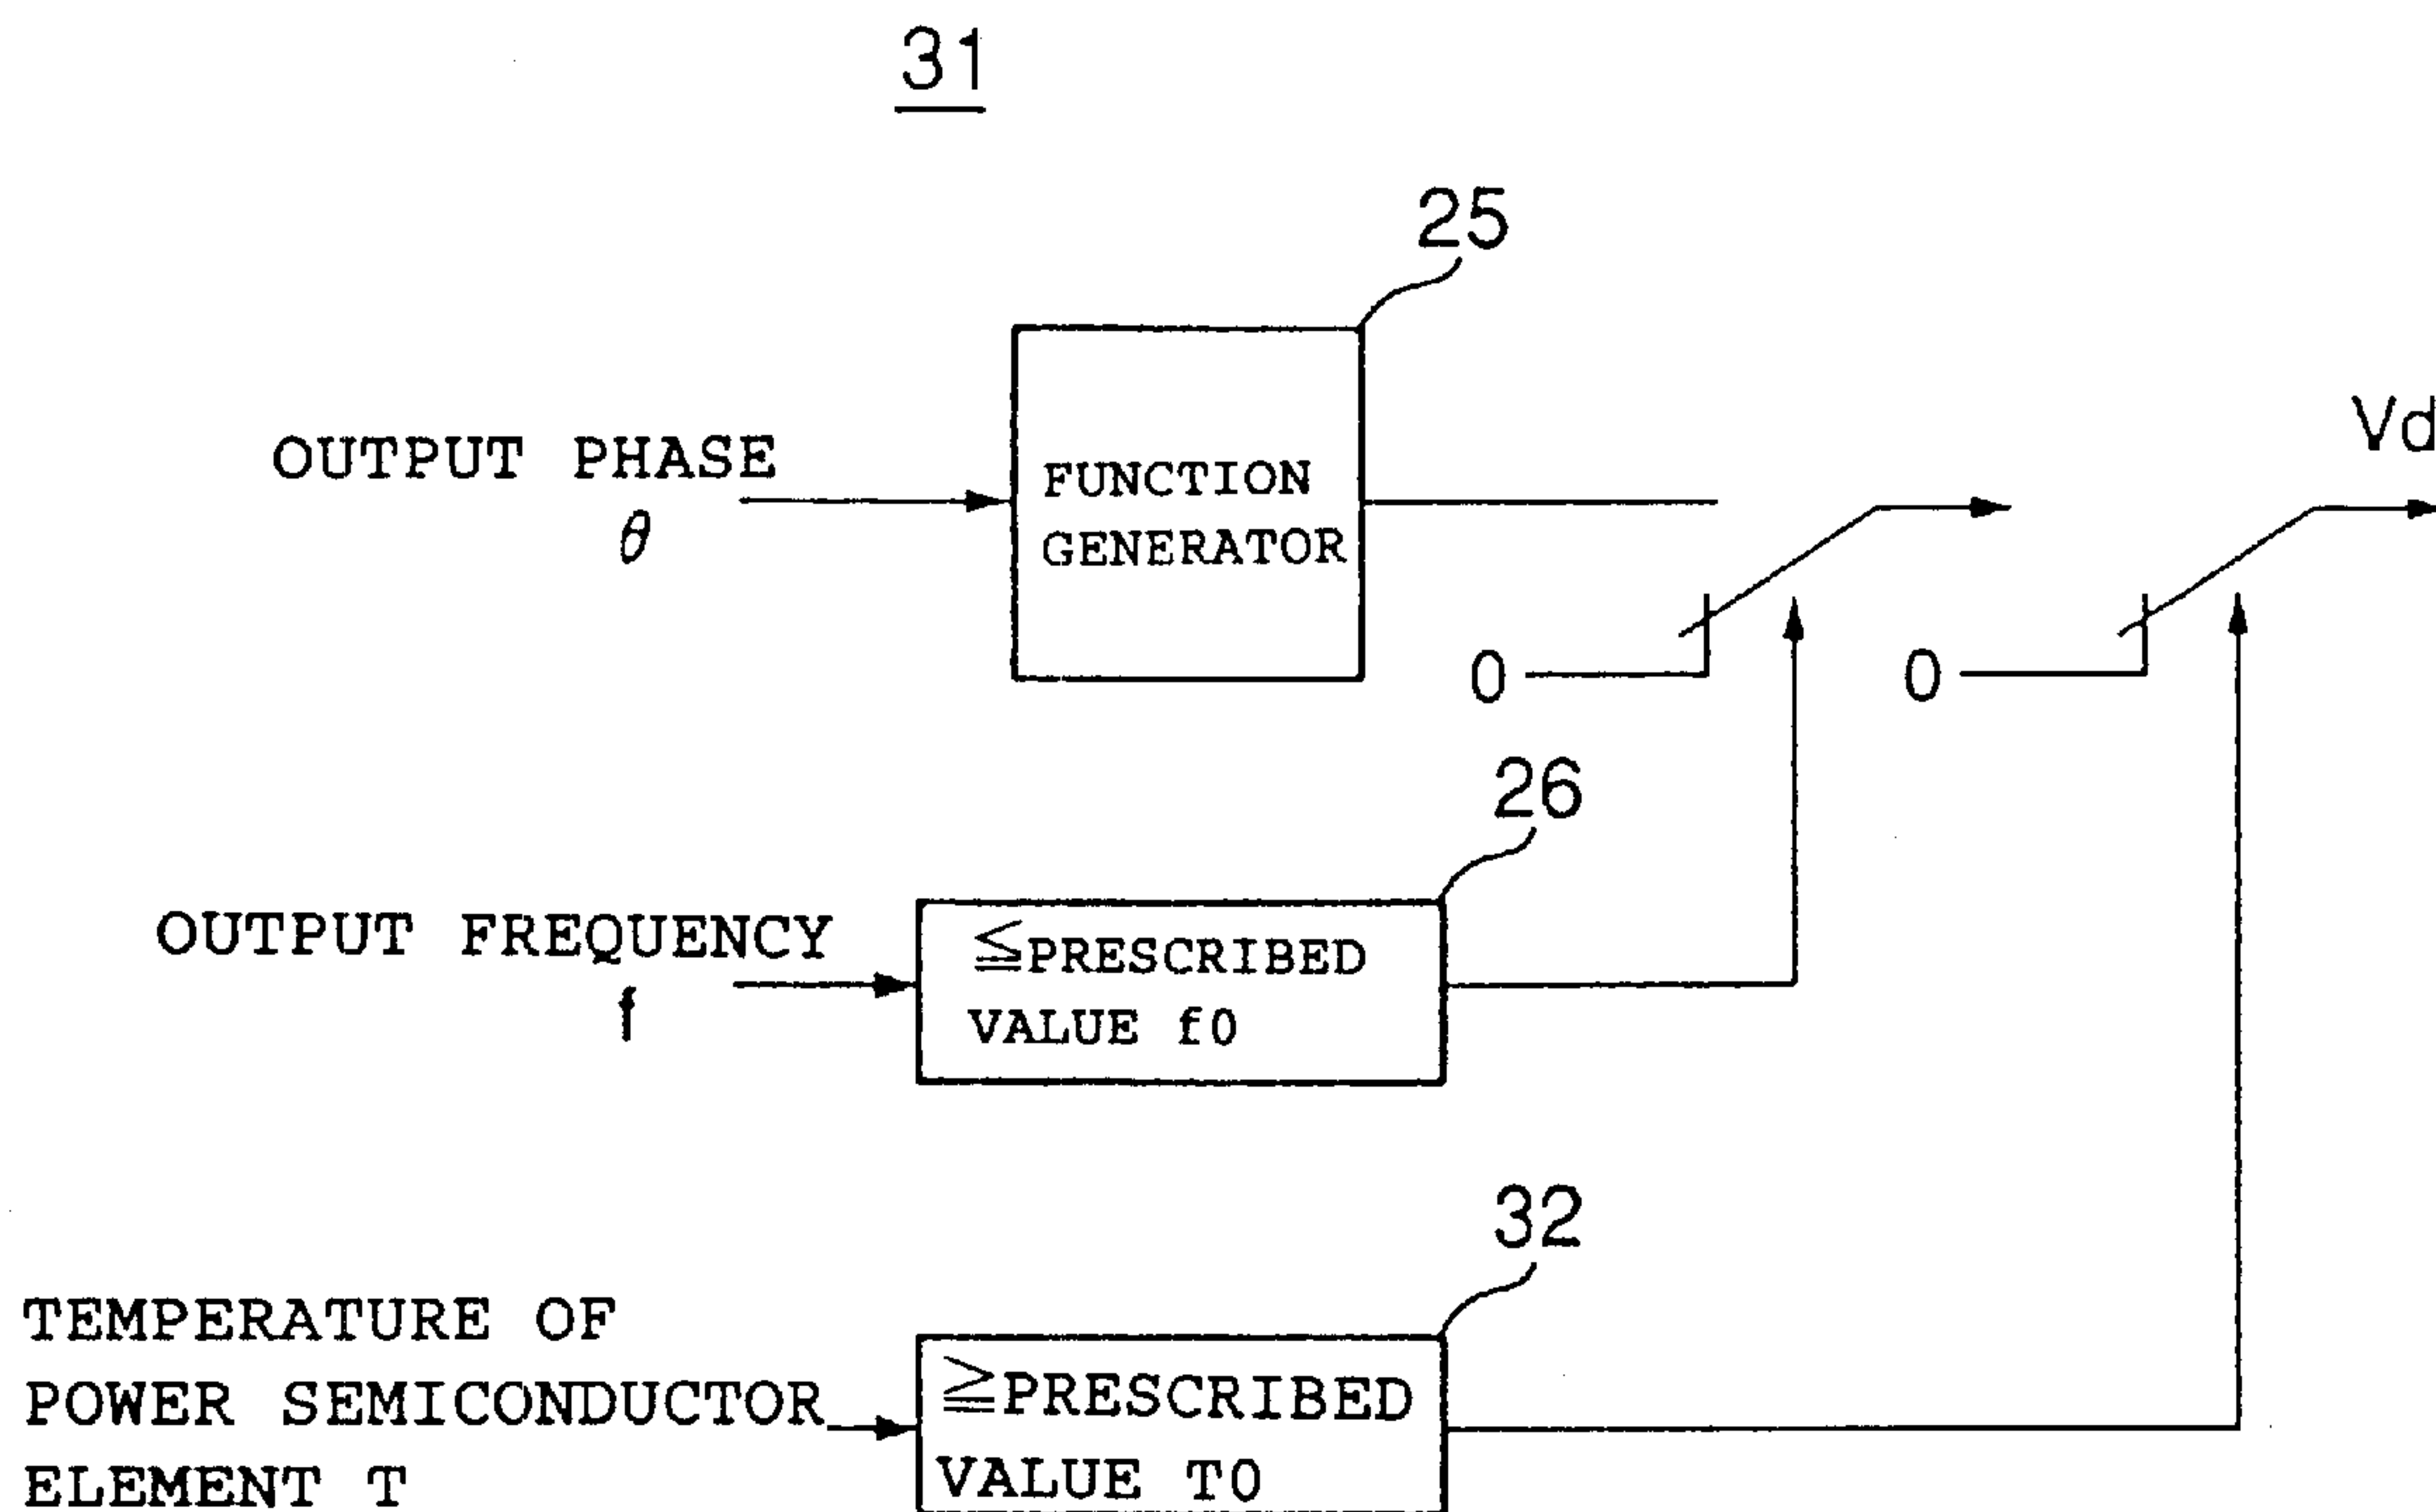 31
25
OUTPUT PHASE
θ
FUNCTION
GENERATOR
Vd
0
0
26
OUTPUT FREQUENCY
f
≦PRESCRIBED
VALUE f0
32
TEMPERATURE OF
POWER SEMICONDUCTOR
ELEMENT T
≧PRESCRIBED
VALUE T0